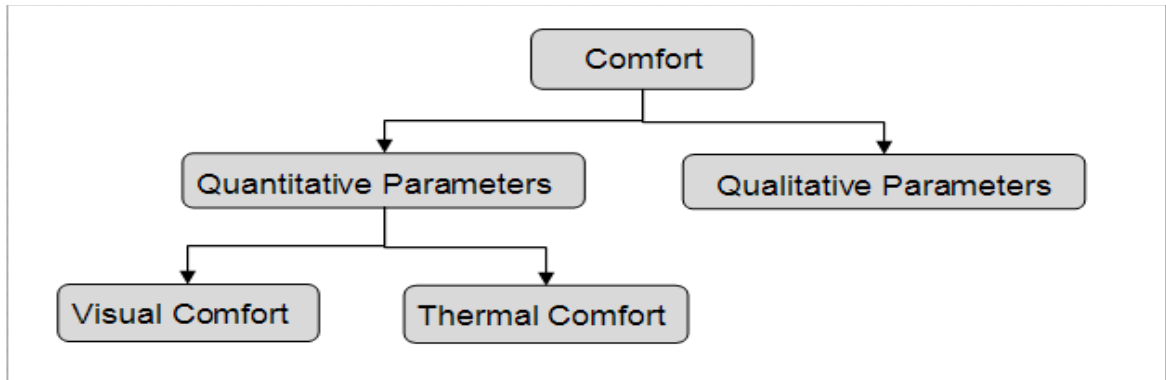 Comfort
Quantitative Parameters
Qualitative Parameters
Visual Comfort
Thermal Comfort